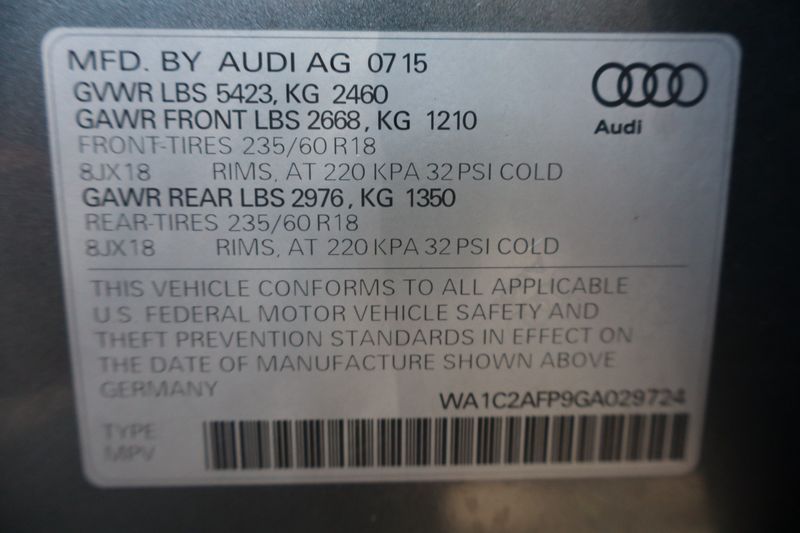 MFD. BY AUDI AG 0715
GVWR LBS 5423, KG 2460
GAWR FRONT LBS 2668, KG 1210
FRONT-TIRES 235/60 R18
8JX18 RIMS, AT 220 KPA 32 PSI COLD
GAWR REAR LBS 2976, KG 1350
REAR-TIRES 235/60 R18
8JX18 RIMS, AT 220 KPA 32 PSI COLD
Audi
THIS VEHICLE CONFORMS TO ALL APPLICABLE
U.S. FEDERAL MOTOR VEHICLE SAFETY AND
THEFT PREVENTION STANDARDS IN EFFECT ON
THE DATE OF MANUFACTURE SHOWN ABOVE
GERMANY
WA1C2AFP9GA029724
TYPE
MPV